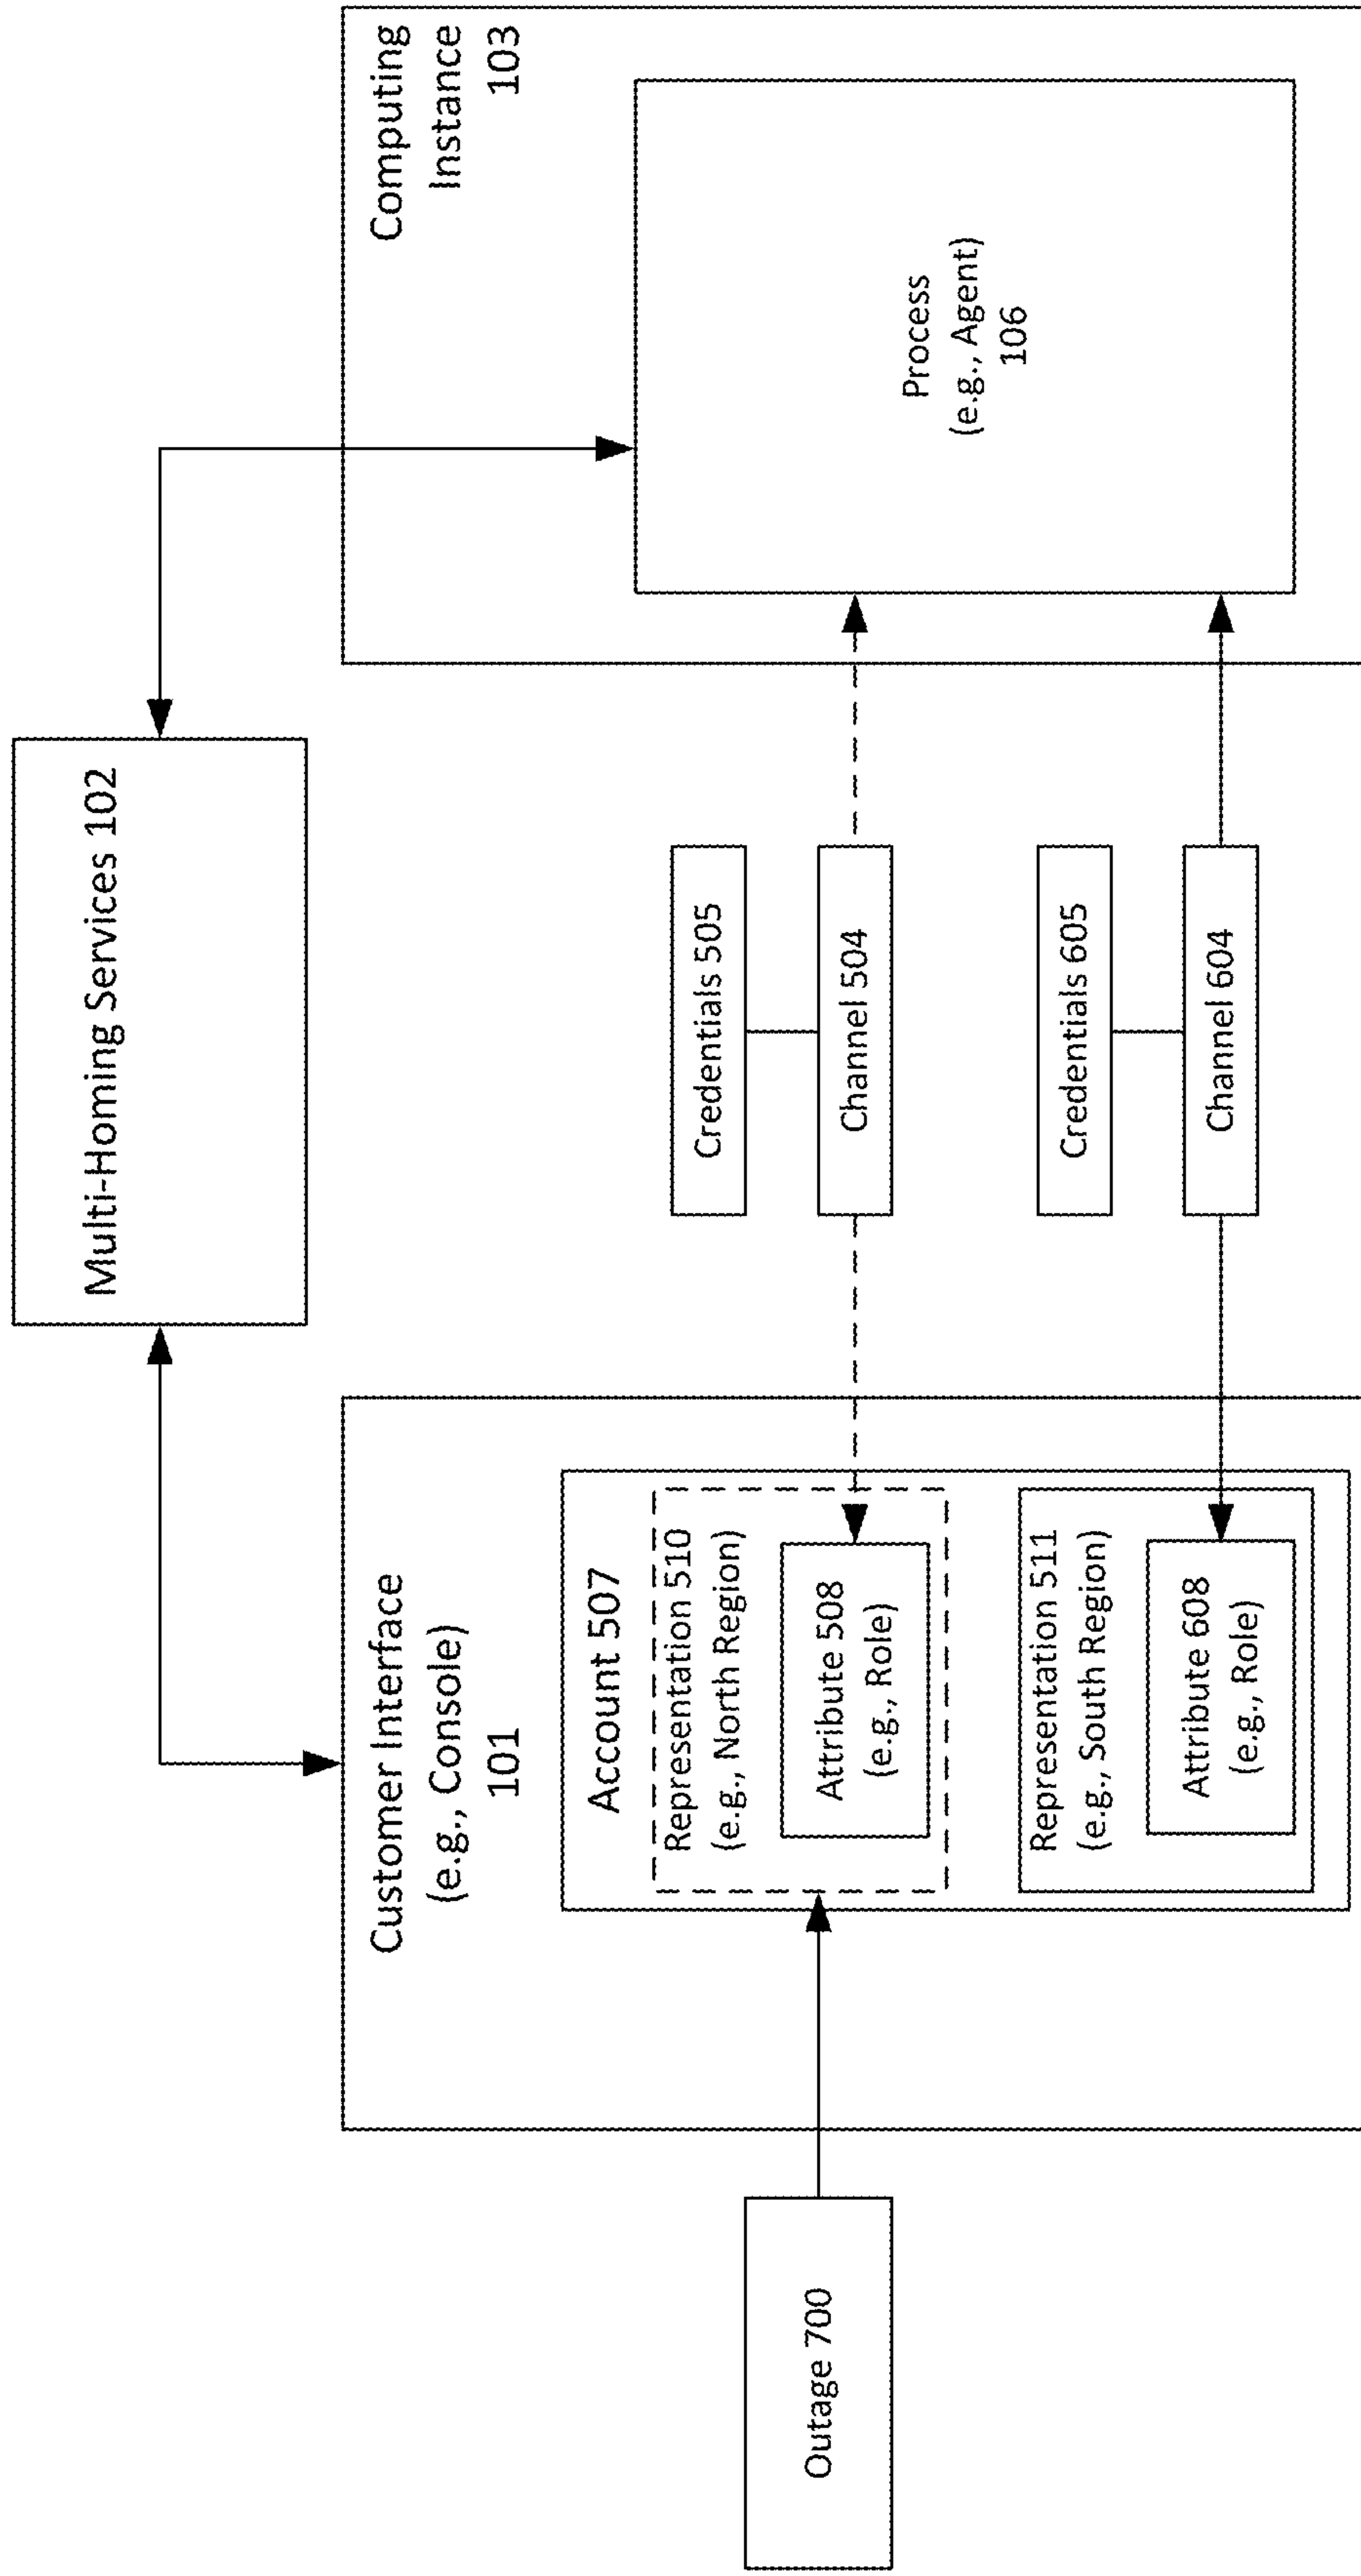 Multi-Homing Services 102
Customer Interface
(e.g., Console)
101
Computing
Instance
103
Account 507
Representation 510
(e.g., North Region)
Attribute 508
(e.g., Role)
Representation 511
(e.g., South Region)
Attribute 608
(e.g., Role)
Credentials 505
Channel 504
Credentials 605
Channel 604
Process
(e.g., Agent)
106
Outage 700